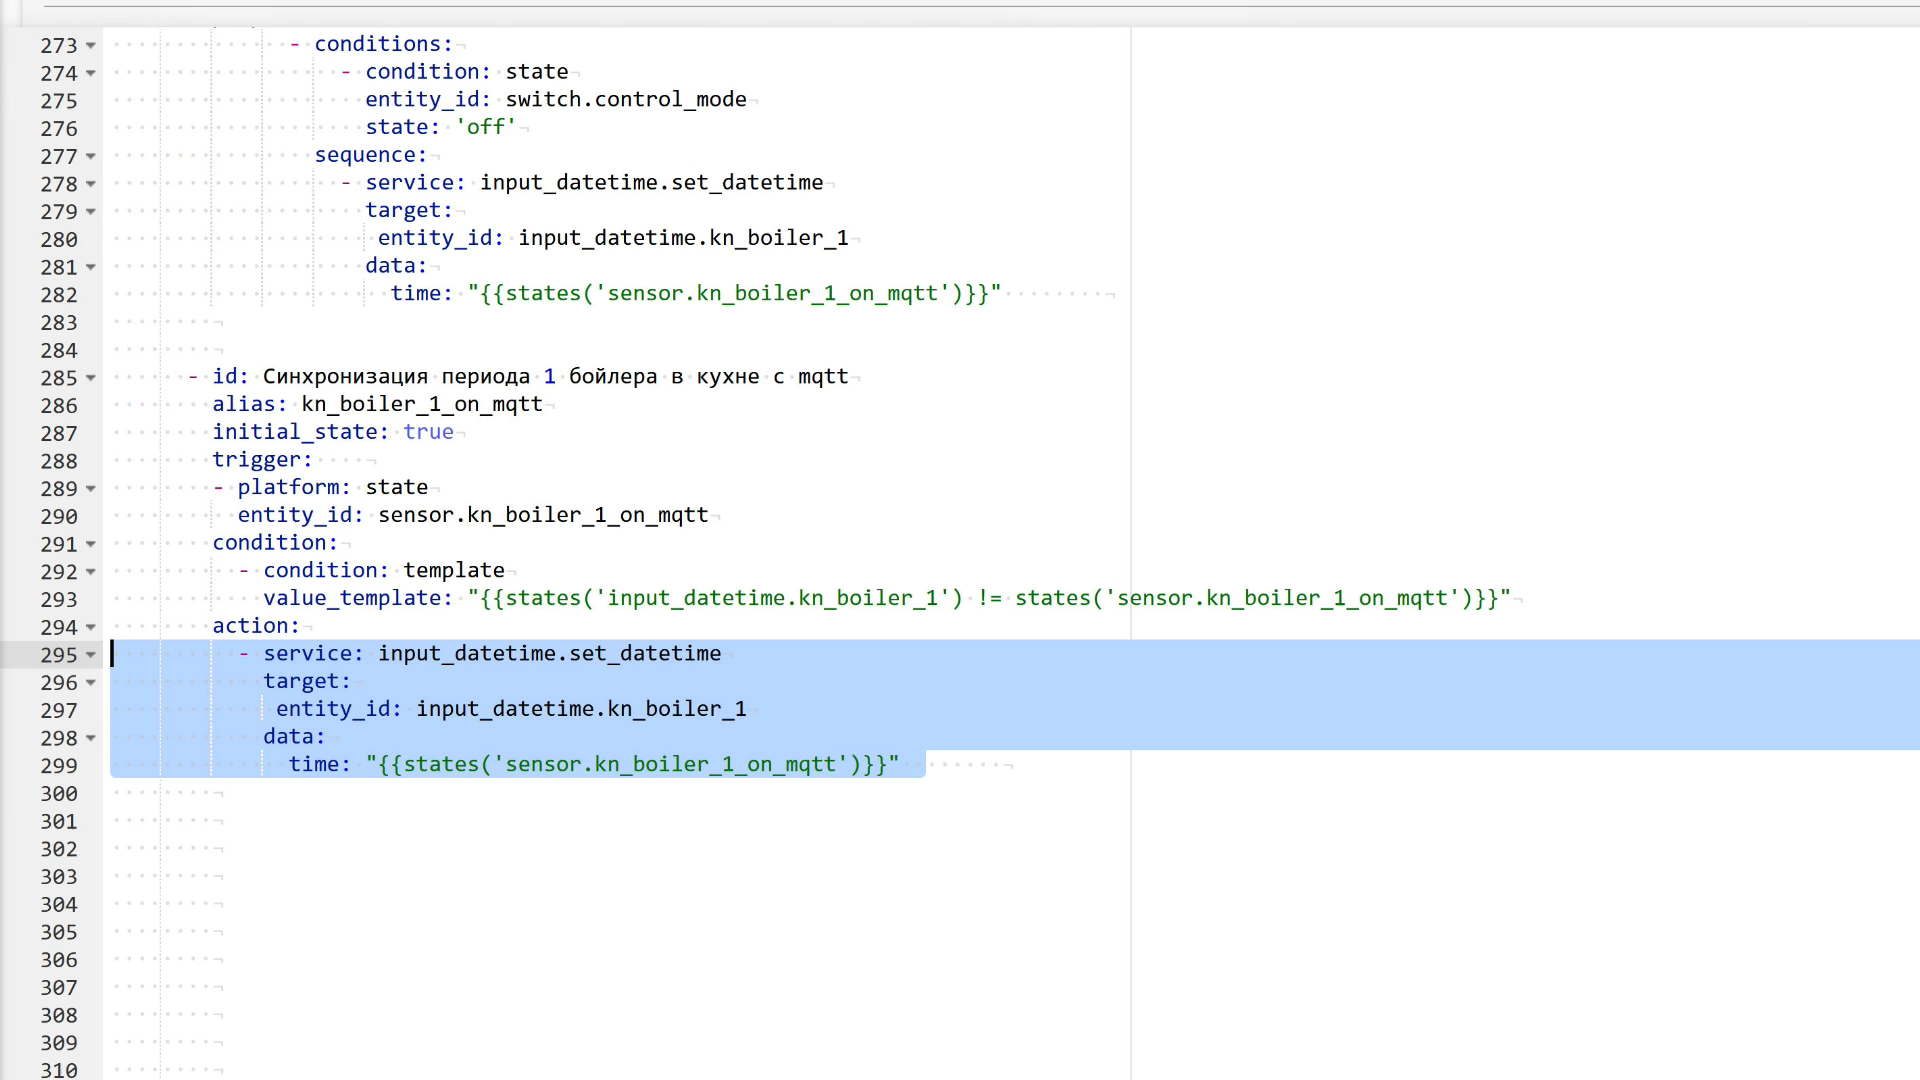 273 - conditions:
274 - condition: state
275 entity_id: switch.control_mode
276 state: 'off'
277 sequence:
278 - service: input_datetime.set_datetime
279 target:
280 entity_id: input_datetime.kn_boiler_1
281 data:
282 time: "{{states('sensor.kn_boiler_1_on_mqtt')}}"
283
284
285 - id: Синхронизация периода 1 бойлера в кухне с mqtt
286 alias: kn_boiler_1_on_mqtt
287 initial_state: true
288 trigger:
289 - platform: state
290 entity_id: sensor.kn_boiler_1_on_mqtt
291 condition:
292 - condition: template
293 value_template: "{{states('input_datetime.kn_boiler_1') != states('sensor.kn_boiler_1_on_mqtt')}}"
294 action:
295 - service: input_datetime.set_datetime
296 target:
297 entity_id: input_datetime.kn_boiler_1
298 data:
299 time: "{{states('sensor.kn_boiler_1_on_mqtt')}}"
300
301
302
303
304
305
306
307
308
309
310